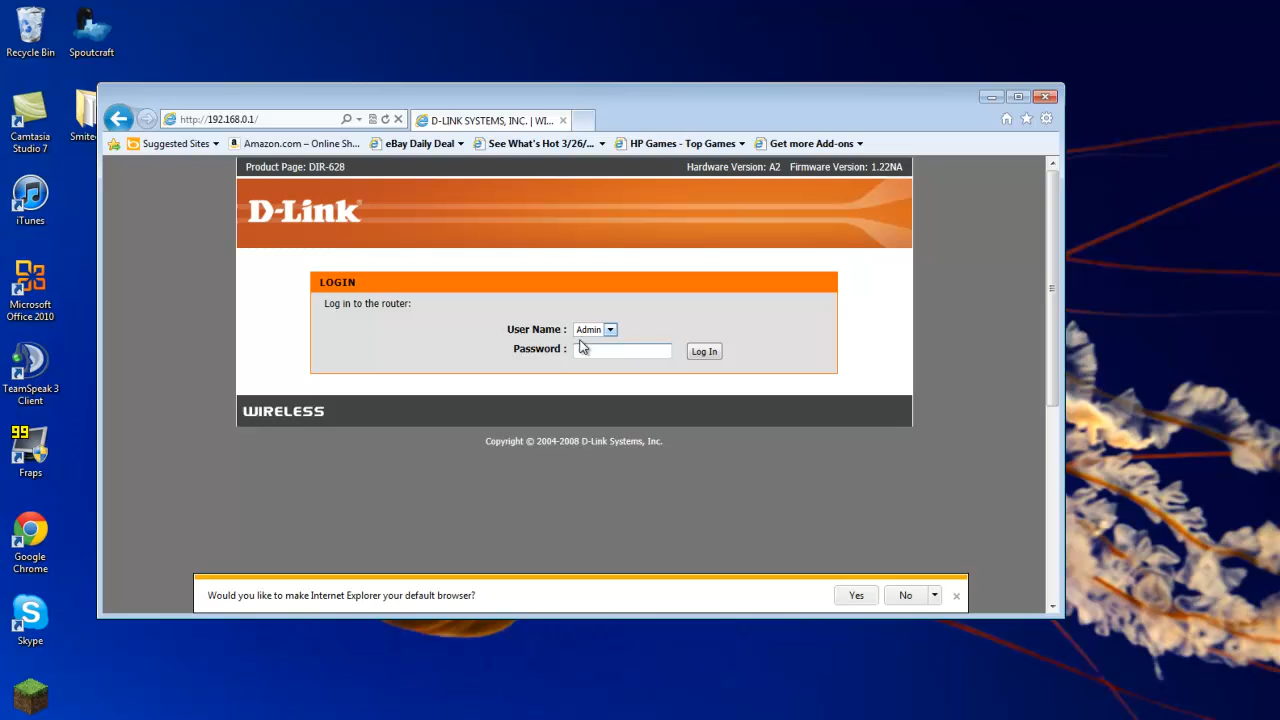 Recycle Bin
Spoutcraft
Camtasia
Studio 7
Smite
iTunes
Microsoft
Office 2010
TeamSpeak 3
Client
99
Fraps
Google
Chrome
Skype
http://192.168.0.1/
D-LINK SYSTEMS, INC. | WI...
Suggested Sites
Amazon.com – Online Sh...
eBay Daily Deal
See What's Hot 3/26/...
HP Games - Top Games
Get more Add-ons
Product Page: DIR-628
Hardware Version: A2 Firmware Version: 1.22NA
D-Link
LOGIN
Log in to the router:
User Name :
Admin
Password :
Log In
WIRELESS
Copyright © 2004-2008 D-Link Systems, Inc.
Would you like to make Internet Explorer your default browser?
Yes
No